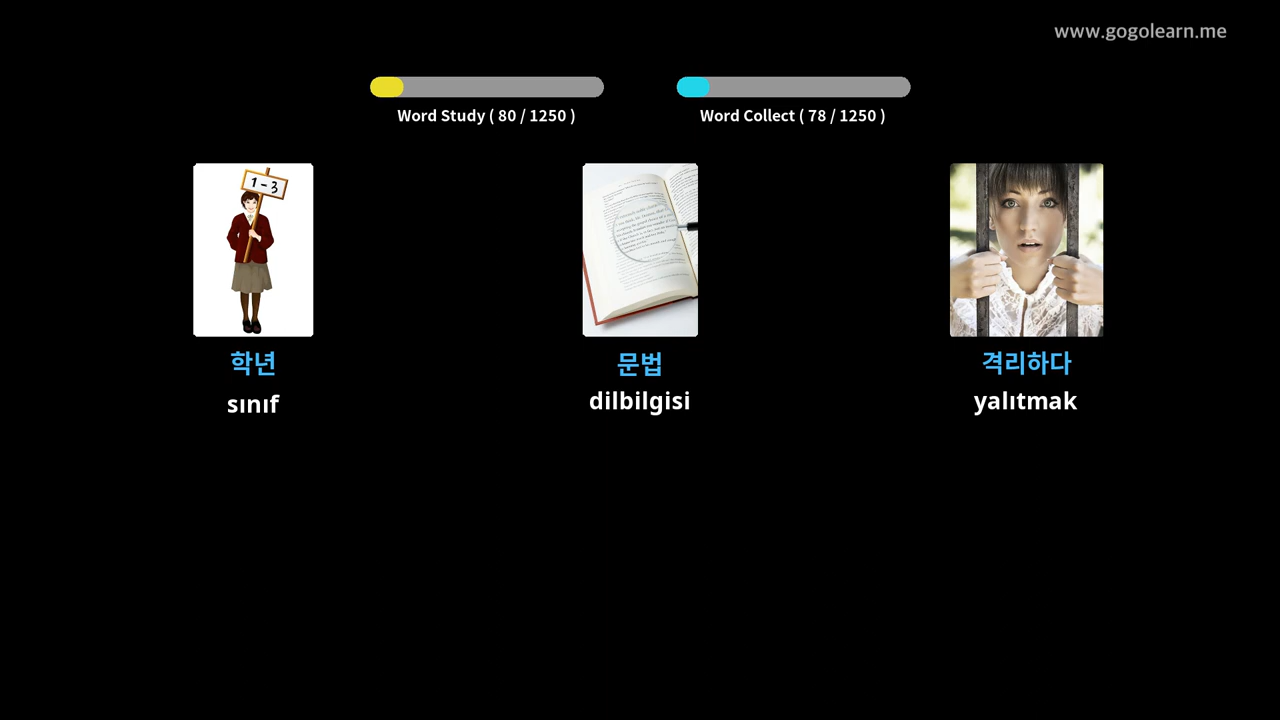 www.gogolearn.me
Word Study ( 80 / 1250 )
Word Collect ( 78 / 1250 )
1-3
학년
sınıf
문법
dilbilgisi
격리하다
yalıtmak